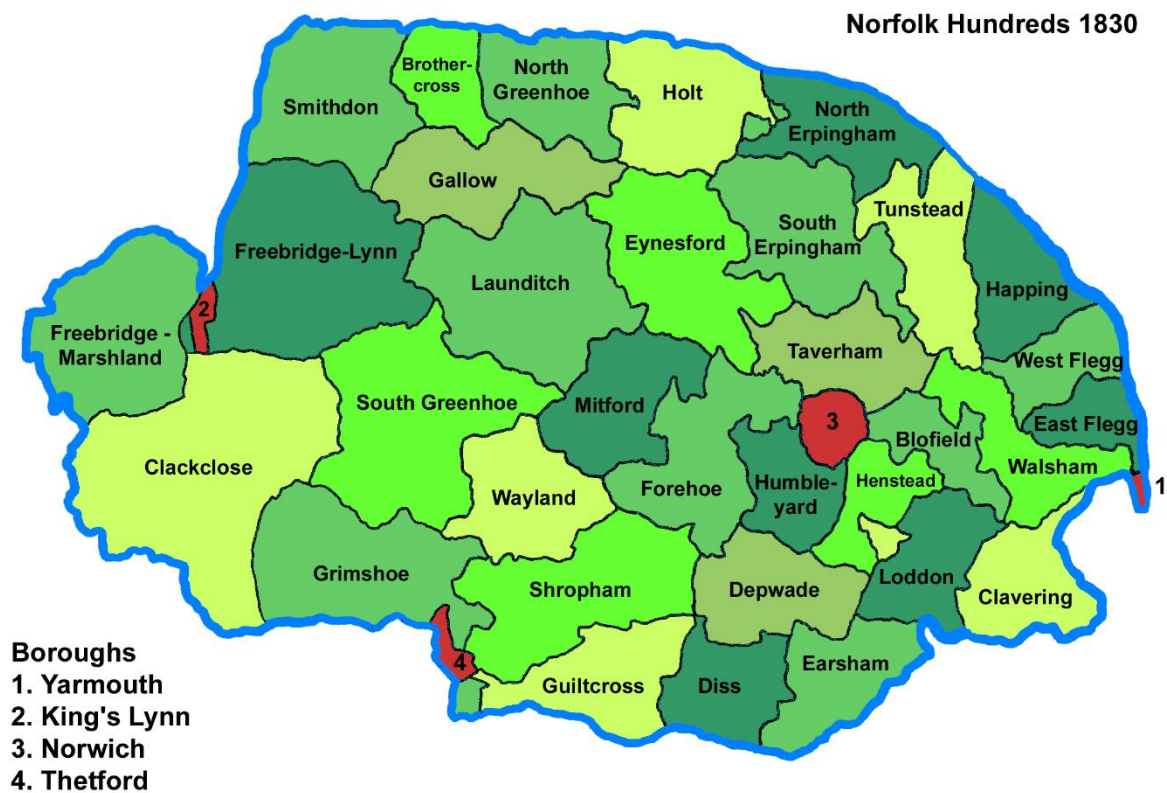 Norfolk Hundreds 1830
Brother-
cross
North
Greenhoe
Holt
Smithdon
North
Erpingham
Gallow
Tunstead
South
Erpingham
Eynesford
Freebridge-Lynn
Launditch
Happing
2
Freebridge -
Marshland
Taverham
West Flegg
South Greenhoe
Mitford
3
East Flegg
Blofield
Clackclose
Walsham
Wayland
Forehoe
Humble-
yard
Henstead
1
Grimshoe
Shropham
Depwade
Loddon
Clavering
4
Guiltcross
Diss
Earsham
Boroughs
1. Yarmouth
2. King's Lynn
3. Norwich
4. Thetford